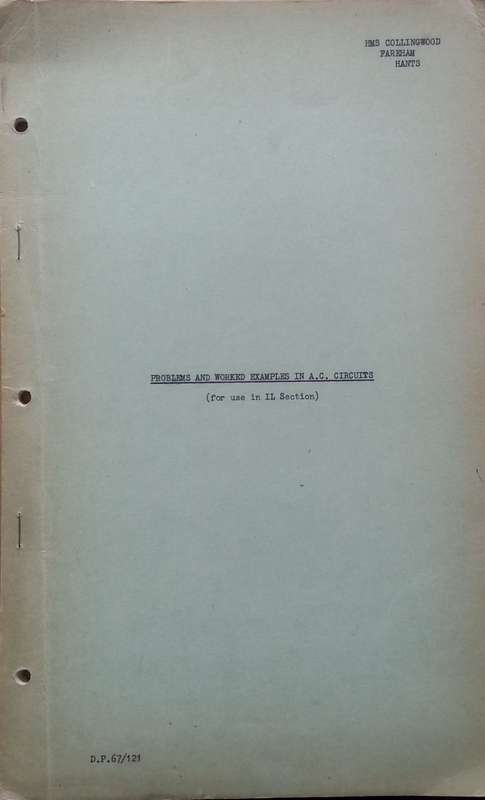 HMS COLLINGWOOD
FAREHAM
HANTS
PROBLEMS AND WORKED EXAMPLES IN A.C. CIRCUITS
(for use in IL Section)
D.P.67/121